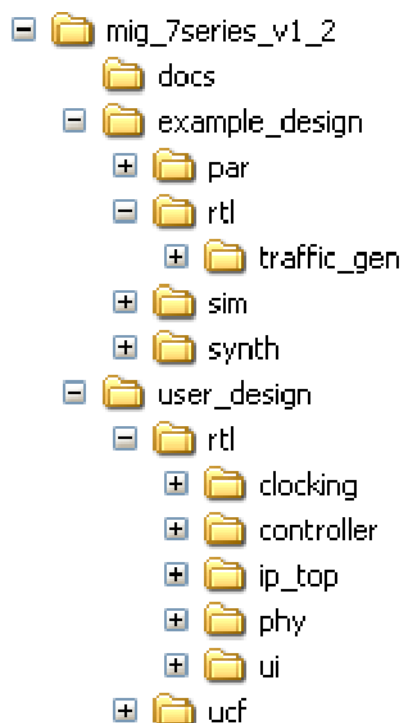 mig_7series_v1_2
docs
example_design
par
rtl
traffic_gen
sim
synth
user_design
rtl
clocking
controller
ip_top
phy
ui
ucf